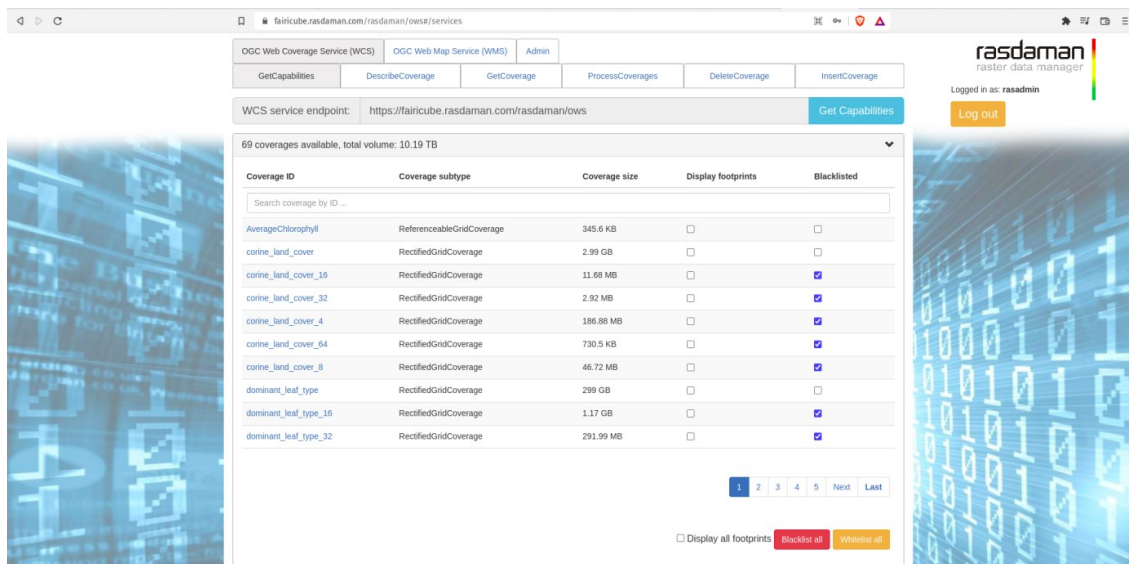 fairicube.rasdaman.com/rasdaman/ows#/services
OGC Web Coverage Service (WCS) OGC Web Map Service (WMS) Admin
GetCapabilities DescribeCoverage GetCoverage ProcessCoverages DeleteCoverage InsertCoverage
rasdaman
raster data manager
Logged in as: rasadmin
Log out
WCS service endpoint: https://fairicube.rasdaman.com/rasdaman/ows Get Capabilities
69 coverages available, total volume: 10.19 TB
Coverage ID Coverage subtype Coverage size Display footprints Blacklisted
Search coverage by ID ...
AverageChlorophyll ReferenceableGridCoverage 345.6 KB
corine_land_cover RectifiedGridCoverage 2.99 GB
corine_land_cover_16 RectifiedGridCoverage 11.68 MB
corine_land_cover_32 RectifiedGridCoverage 2.92 MB
corine_land_cover_4 RectifiedGridCoverage 186.88 MB
corine_land_cover_64 RectifiedGridCoverage 730.5 KB
corine_land_cover_8 RectifiedGridCoverage 46.72 MB
dominant_leaf_type RectifiedGridCoverage 299 GB
dominant_leaf_type_16 RectifiedGridCoverage 1.17 GB
dominant_leaf_type_32 RectifiedGridCoverage 291.99 MB
1 2 3 4 5 Next Last
Display all footprints Blacklist all Whitelist all